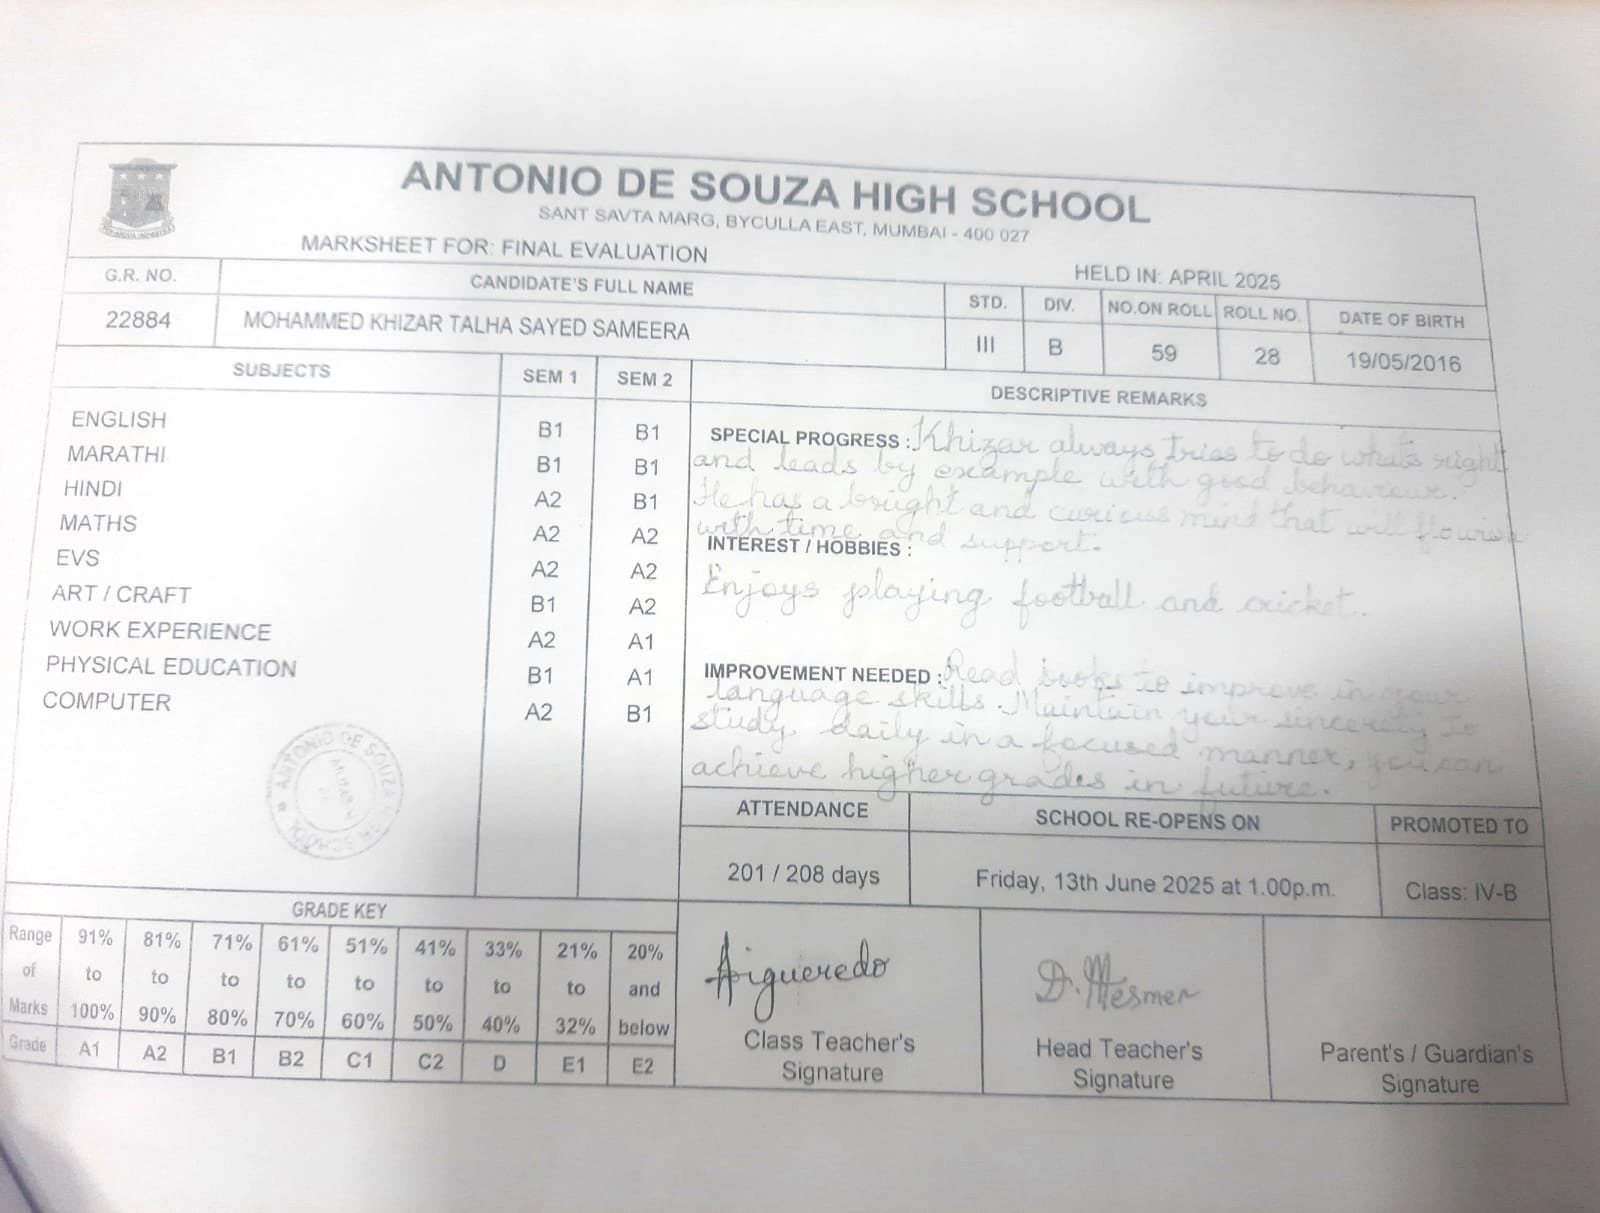 ANTONIO DE SOUZA HIGH SCHOOL
SANT SAVTA MARG, BYCULLA EAST, MUMBAI - 400 027
MARKSHEET FOR: FINAL EVALUATION
HELD IN: APRIL 2025
G.R. NO. CANDIDATE'S FULL NAME STD. DIV. NO.ON ROLL ROLL NO. DATE OF BIRTH
22884 MOHAMMED KHIZAR TALHA SAYED SAMEERA III B 59 28 19/05/2016
SUBJECTS SEM 1 SEM 2
ENGLISH B1 B1
MARATHI B1 B1
HINDI A2 B1
MATHS A2 A2
EVS A2 A2
ART / CRAFT B1 A2
WORK EXPERIENCE A2 A1
PHYSICAL EDUCATION B1 A1
COMPUTER A2 B1
ANTONIO DE SOUZA HIGH SCHOOL
MUMBAI
DESCRIPTIVE REMARKS
SPECIAL PROGRESS : Khizar always tries to do what's right
and leads by example with good behaviour.
He has a bright and curious mind that will flourish
with time and support.
INTEREST / HOBBIES :
Enjoys playing football and cricket.
IMPROVEMENT NEEDED : Read books to improve in your
language skills. Maintain your sincerity to
study daily in a focused manner, you can
achieve higher grades in future.
ATTENDANCE SCHOOL RE-OPENS ON PROMOTED TO
201 / 208 days Friday, 13th June 2025 at 1.00p.m. Class: IV-B
GRADE KEY
Range 91% 81% 71% 61% 51% 41% 33% 21% 20%
of to to to to to to to to and
Marks 100% 90% 80% 70% 60% 50% 40% 32% below
Grade A1 A2 B1 B2 C1 C2 D E1 E2
D. Mesmer
Class Teacher's
Signature
Head Teacher's
Signature
Parent's / Guardian's
Signature